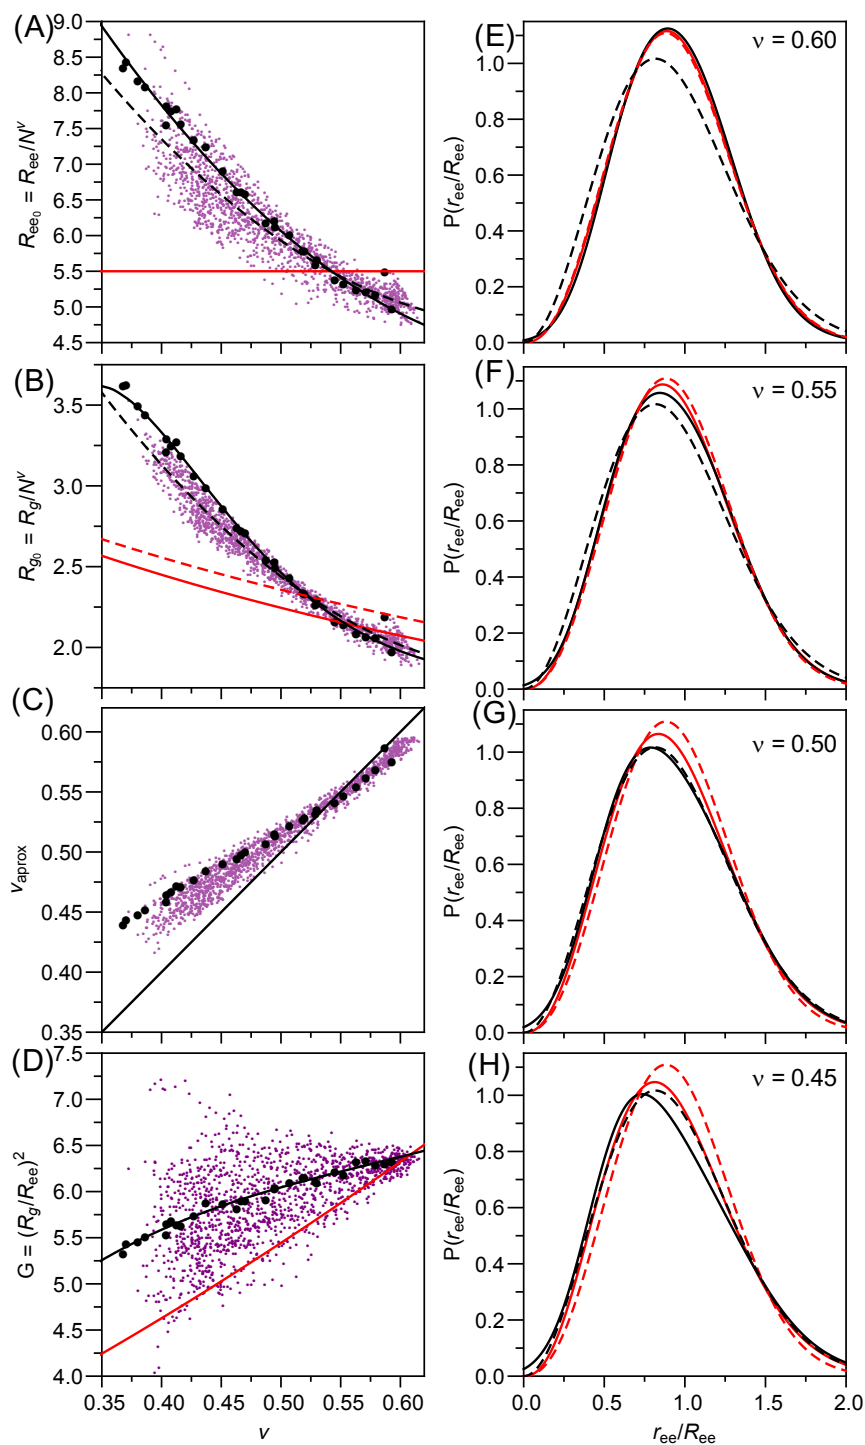 (A)
9.0
8.5
8.0
7.5
7.0
6.5
6.0
5.5
5.0
4.5
R_ee₀ = R_ee/N^ν
(B)
3.5
3.0
2.5
2.0
R_g₀ = R_g/N^ν
(C)
0.60
0.55
0.50
0.45
0.40
0.35
ν_aprox
(D)
7.5
7.0
6.5
6.0
5.5
5.0
4.5
4.0
G = (R_g/R_ee)²
0.35 0.40 0.45 0.50 0.55 0.60
ν
(E)
ν = 0.60
1.0
0.8
0.6
0.4
0.2
0.0
P(r_ee/R_ee)
(F)
ν = 0.55
1.0
0.8
0.6
0.4
0.2
0.0
P(r_ee/R_ee)
(G)
ν = 0.50
1.0
0.8
0.6
0.4
0.2
0.0
P(r_ee/R_ee)
(H)
ν = 0.45
1.0
0.8
0.6
0.4
0.2
0.0
P(r_ee/R_ee)
0.0 0.5 1.0 1.5 2.0
r_ee/R_ee